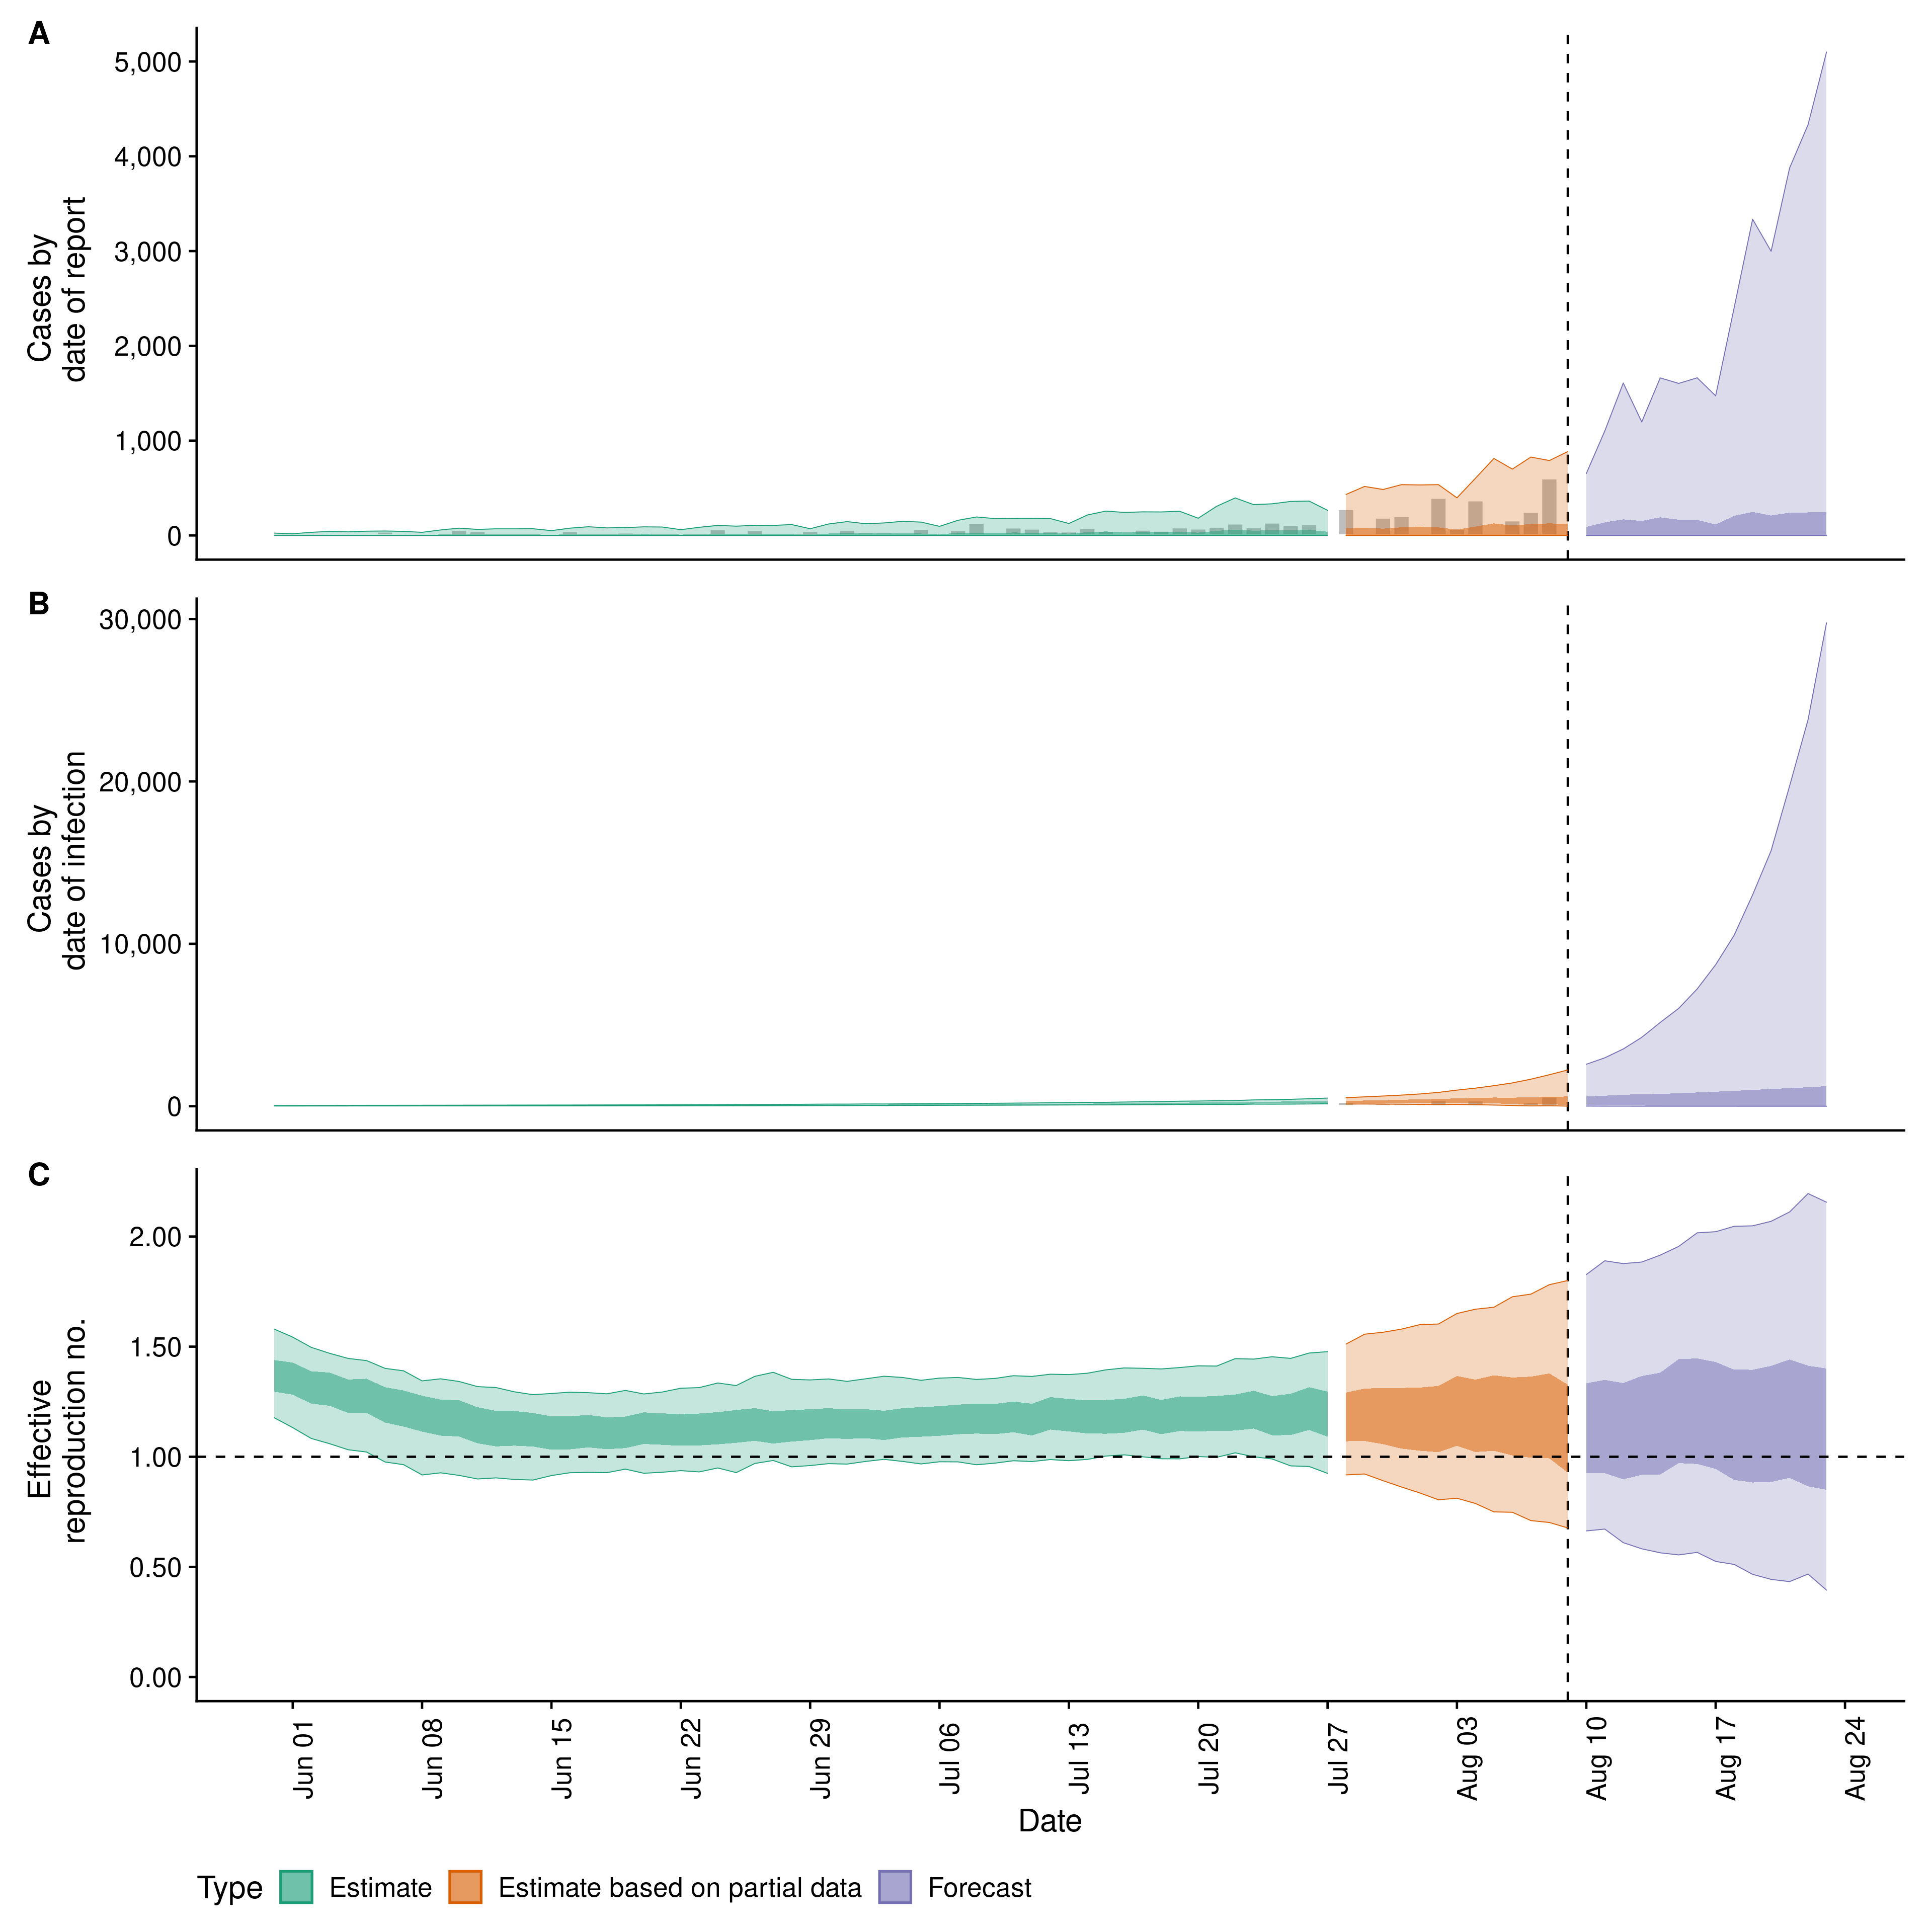 A
Cases by
date of report
5,000
4,000
3,000
2,000
1,000
0
B
Cases by
date of infection
30,000
20,000
10,000
0
C
Effective
reproduction no.
2.00
1.50
1.00
0.50
0.00
Jun 01
Jun 08
Jun 15
Jun 22
Jun 29
Jul 06
Jul 13
Jul 20
Jul 27
Aug 03
Aug 10
Aug 17
Aug 24
Date
Type Estimate Estimate based on partial data Forecast